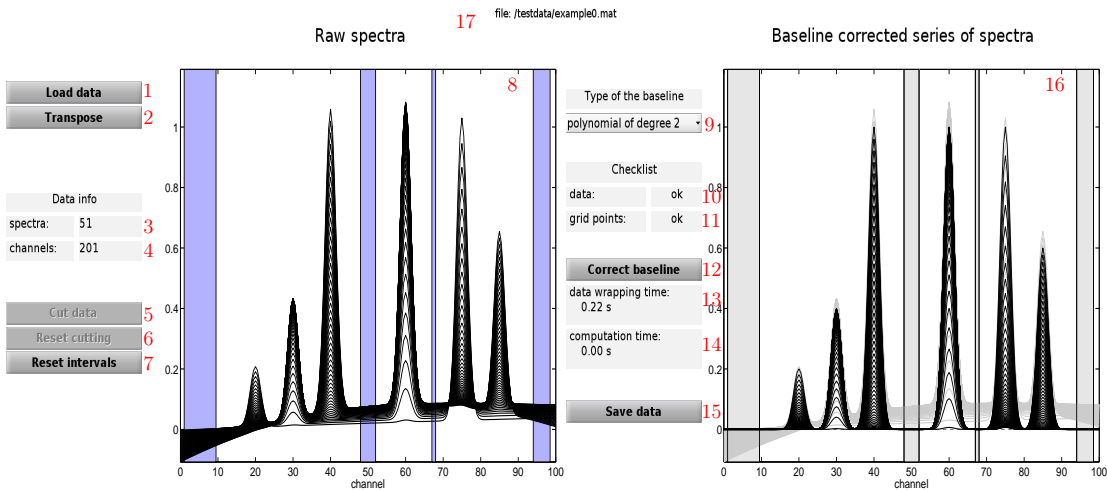 file: /testdata/example0.mat
17
Raw spectra
Baseline corrected series of spectra
Load data 1
Transpose 2
Data info
spectra: 51 3
channels: 201 4
Cut data 5
Reset cutting 6
Reset intervals 7
8
1
0.8
0.6
0.4
0.2
0
0 10 20 30 40 50 60 70 80 90 100
channel
Type of the baseline
polynomial of degree 2 9
Checklist
data: ok 10
grid points: ok 11
Correct baseline 12
data wrapping time: 13
0.22 s
computation time: 14
0.00 s
Save data 15
16
1
0.8
0.6
0.4
0.2
0
0 10 20 30 40 50 60 70 80 90 100
channel